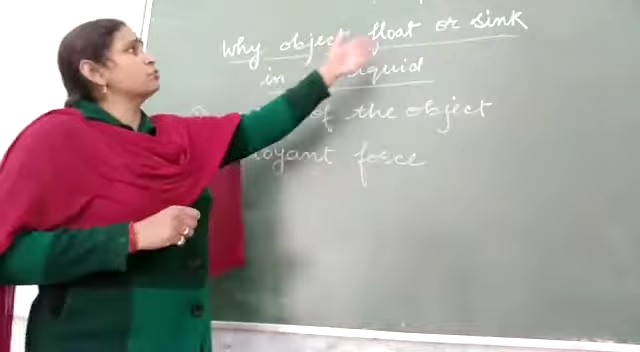 Why object float or sink
in liquid
of the object
force